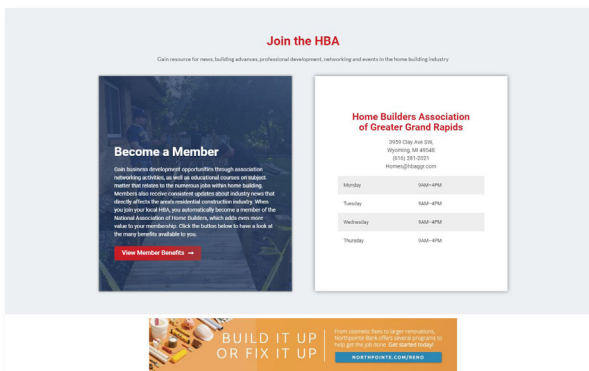 Join the HBA
Gain resource for news, building advances, professional development, networking and events in the home building industry
Become a Member
Gain business development opportunities through association
networking activities, as well as educational courses on subject
matter that relates to the numerous jobs within home building.
Members also receive consistent updates about industry news that
directly affects the area's residential construction industry. When
you join your local HBA, you automatically become a member of the
National Association of Home Builders, which adds even more
value to your membership. Click the button below to have a look at
the many benefits available to you.
View Member Benefits →
Home Builders Association
of Greater Grand Rapids
3959 Clay Ave SW,
Wyoming, MI 49548
(616) 281-2021
Homes@hbaggr.com
Monday 9AM–4PM
Tuesday 9AM–4PM
Wednesday 9AM–4PM
Thursday 9AM–4PM
BUILD IT UP
OR FIX IT UP
From cosmetic fixes to larger renovations,
Northpointe Bank offers several programs to
help get the job done. Get started today!
NORTHPOINTE.COM/RENO